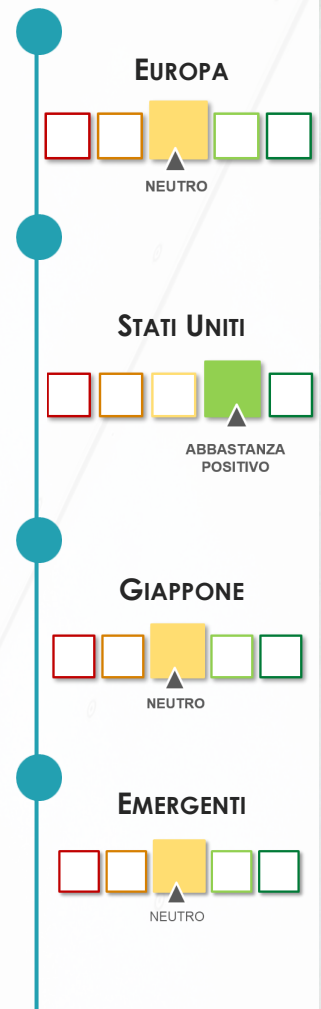 EUROPA
NEUTRO
STATI UNITI
ABBASTANZA
POSITIVO
GIAPPONE
NEUTRO
EMERGENTI
NEUTRO